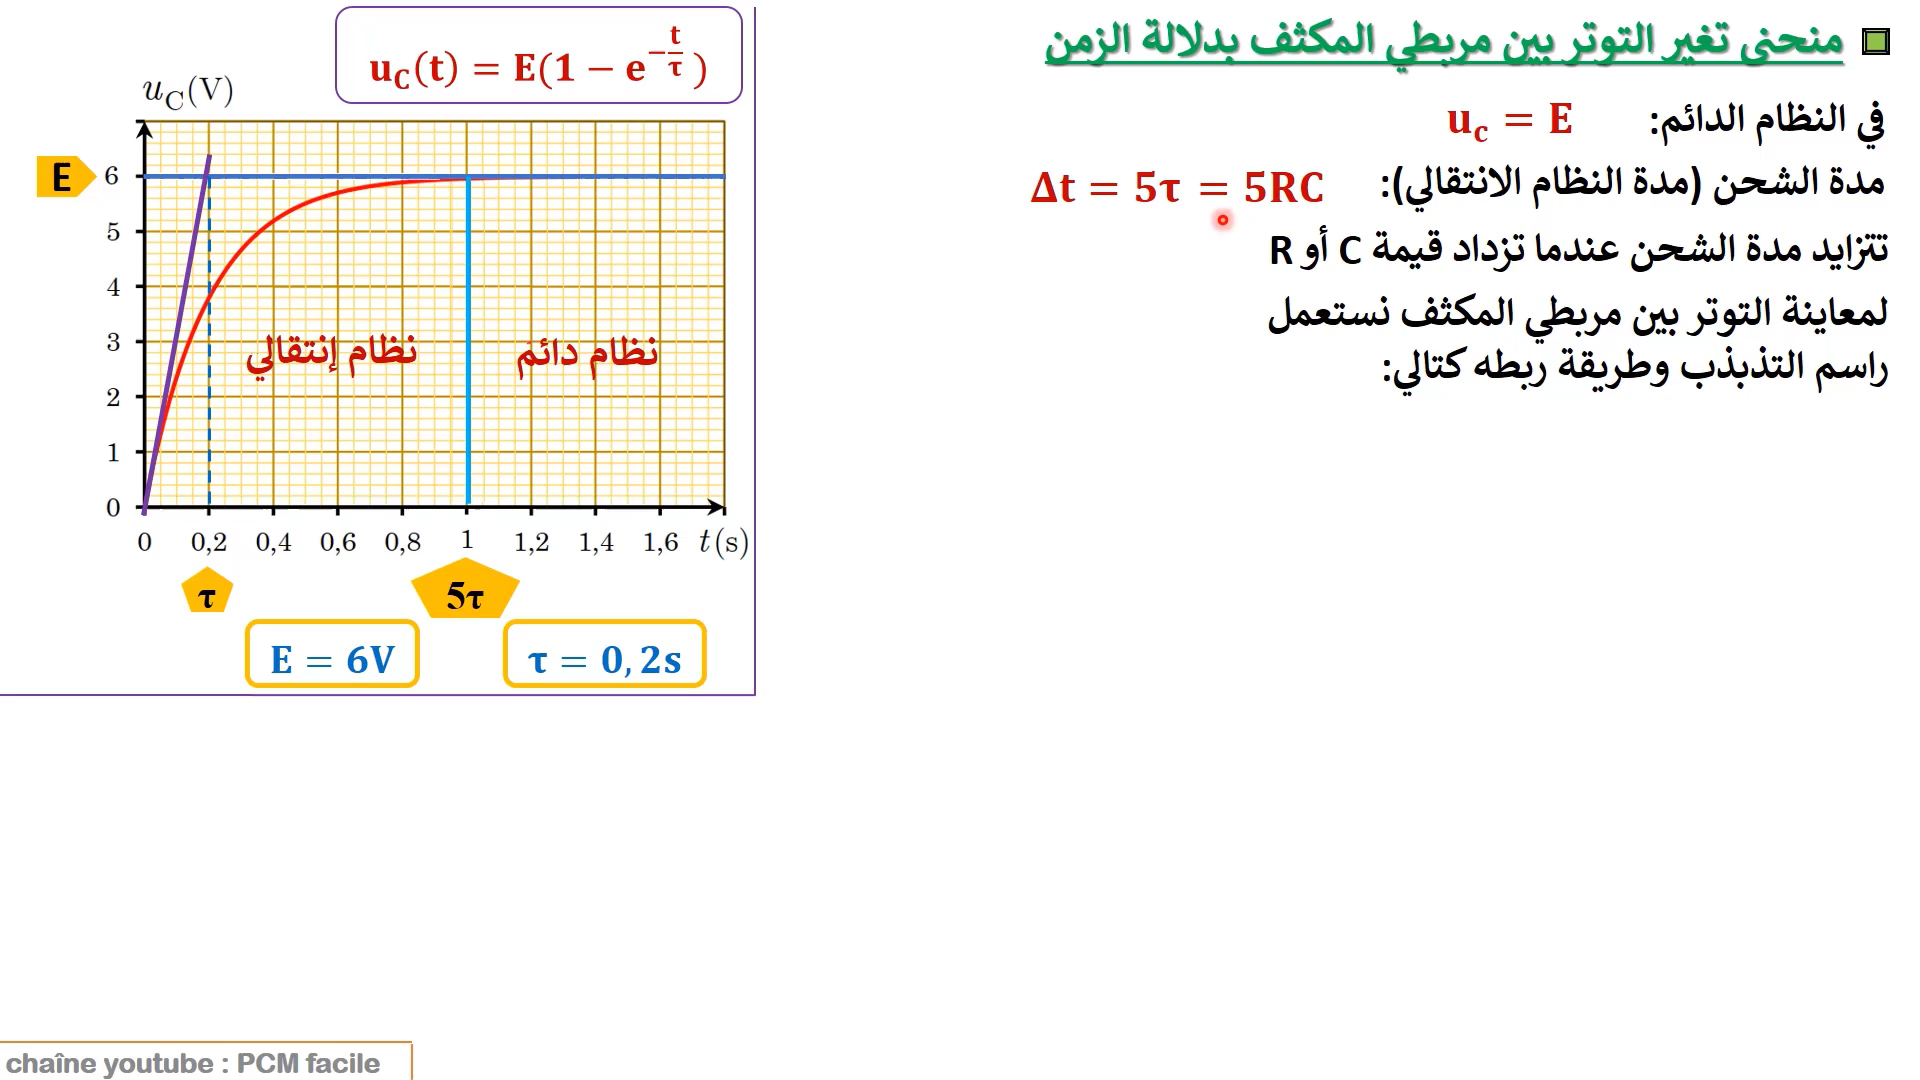 منحنى تغير التوتر بين مربطي المكثف بدلالة الزمن
في النظام الدائم: u_c = E
مدة الشحن (مدة النظام الانتقالي): Δt = 5τ = 5RC
تتزايد مدة الشحن عندما تزداد قيمة C أو R
لمعاينة التوتر بين مربطي المكثف نستعمل
راسم التذبذب وطريقة ربطه كتالي:
u_C(t) = E(1 − e^{−t/τ})
u_C(V)
E
6
5
4
3
2
1
0
نظام إنتقالي
نظام دائم
0 0,2 0,4 0,6 0,8 1 1,2 1,4 1,6 t(s)
τ
5τ
E = 6V
τ = 0,2s
chaîne youtube : PCM facile